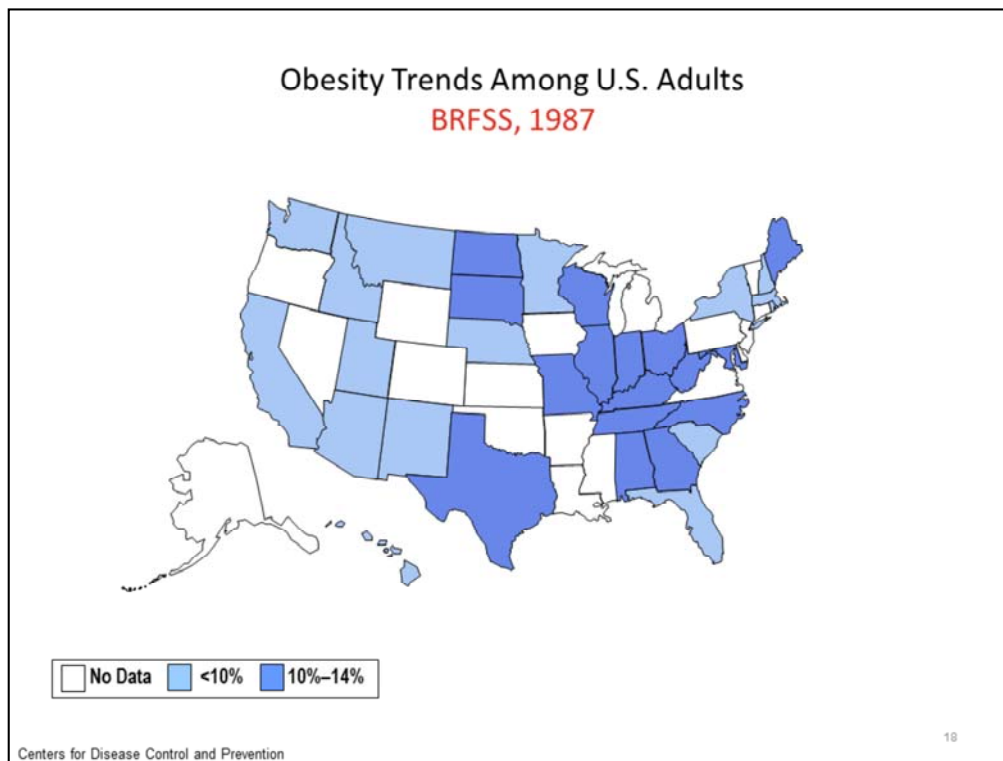 Obesity Trends Among U.S. Adults
BRFSS, 1987
No Data <10% 10%–14%
18
Centers for Disease Control and Prevention